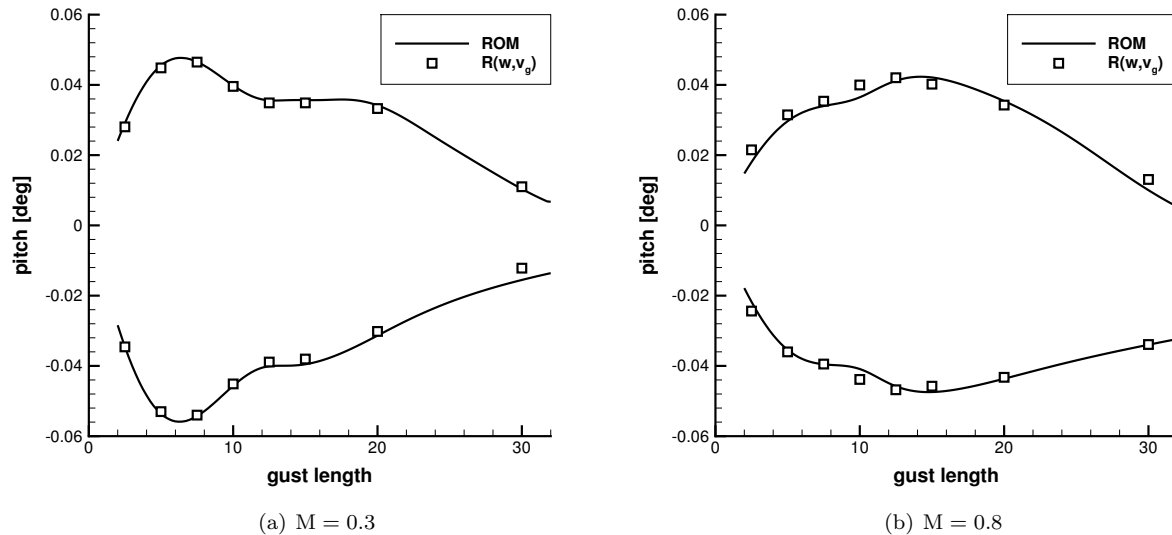 0.06
0.04
0.02
0
-0.02
-0.04
-0.06
pitch [deg]
0 10 20 30
gust length
ROM
R(w,v_g)
(a) M = 0.3
0.06
0.04
0.02
0
-0.02
-0.04
-0.06
pitch [deg]
0 10 20 30
gust length
ROM
R(w,v_g)
(b) M = 0.8